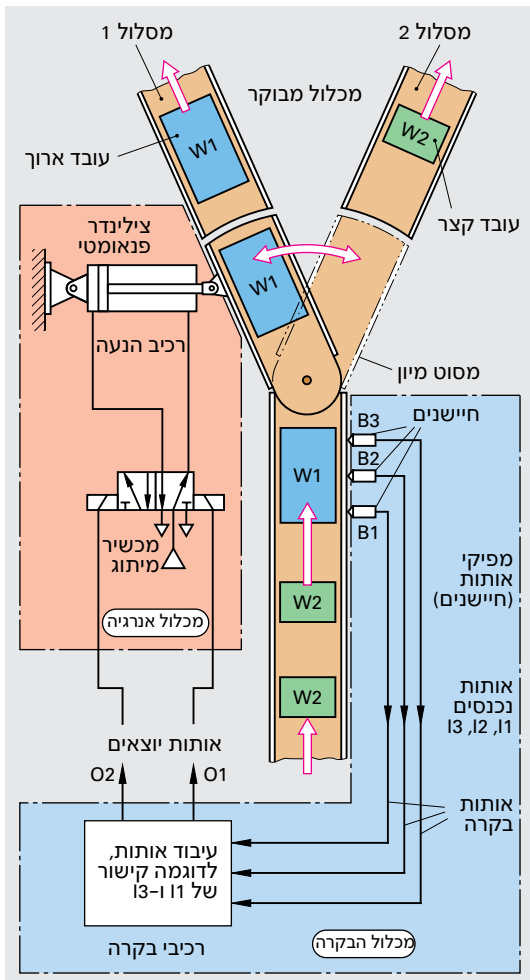 מסלול 1
מסלול 2
מכלול מבוקר
W1
W2
עובד ארוך
עובד קצר
צילינדר
פנאומטי
W1
רכיב הנעה
מסוט מיון
חיישנים
B3
B2
B1
W1
מכשיר
מיתוג
מכלול אנרגיה
W2
מפיקי
אותות
(חיישנים)
W2
אותות
נכנסים
I1, I2, I3
אותות יוצאים
O2
O1
אותות
בקרה
עיבוד אותות,
לדוגמה קישור
של I1 ו-I3
רכיבי בקרה
מכלול הבקרה